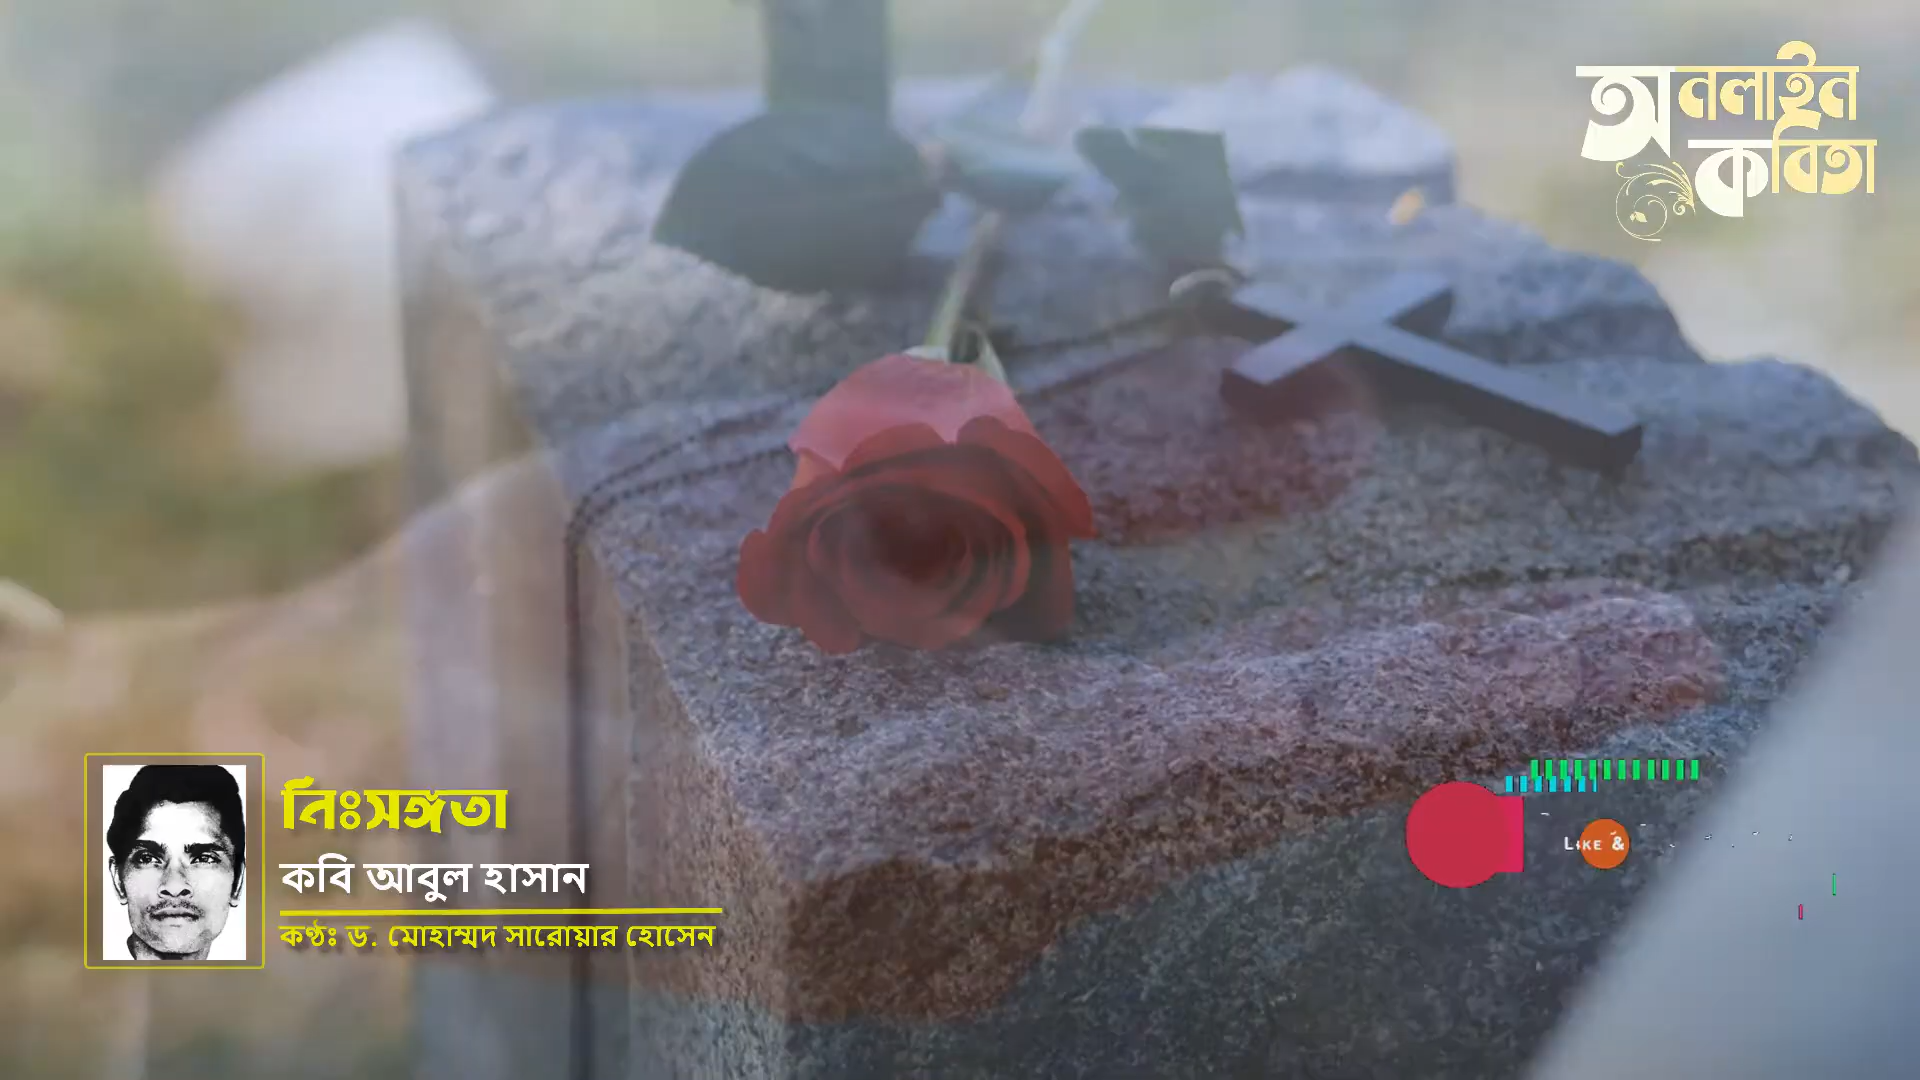 অনলাইন
কবিতা
নিঃসঙ্গতা
কবি আবুল হাসান
কণ্ঠঃ ড. মোহাম্মদ সারোয়ার হোসেন
LIKE &